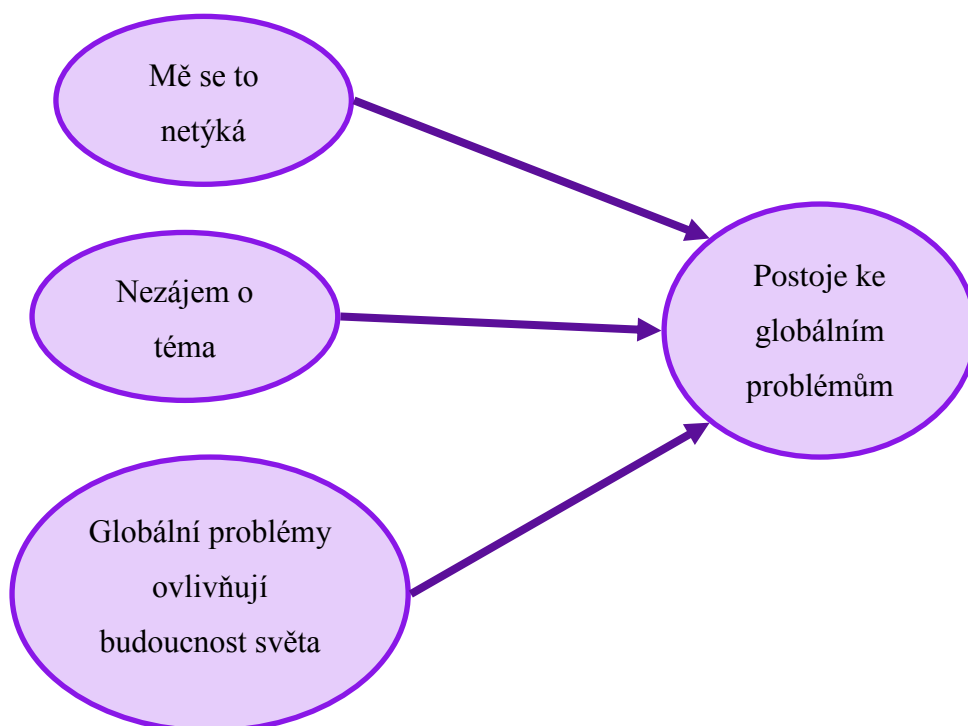 Mě se to
netýká
Nezájem o
téma
Globální problémy
ovlivňují
budoucnost světa
Postoje ke
globálním
problémům